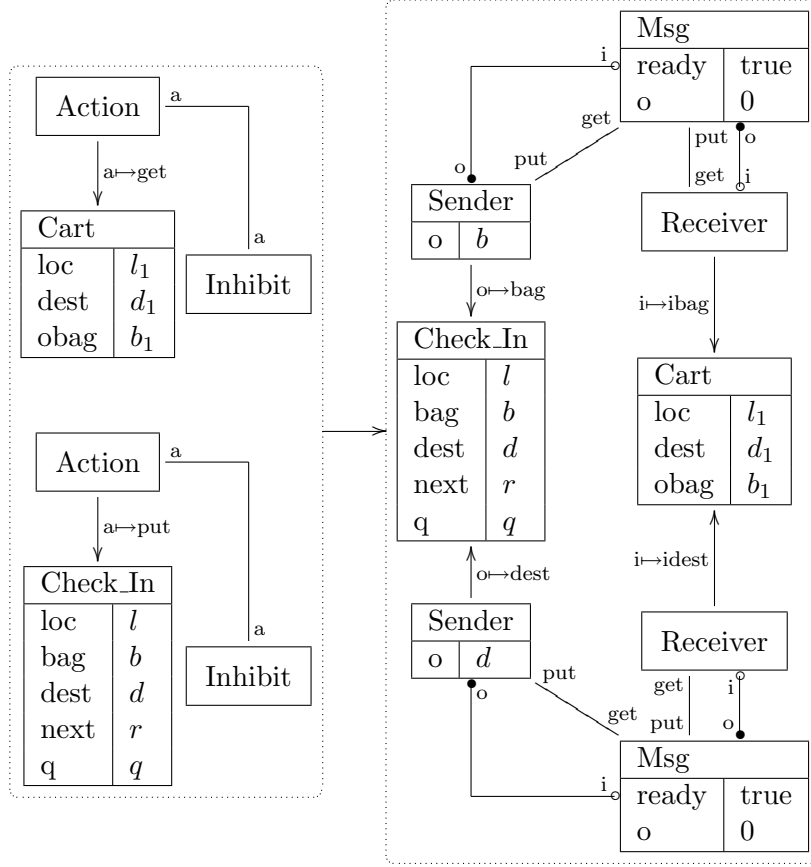 Action
a
a↦get
Cart
loc l₁
dest d₁
obag b₁
a
Inhibit
Action
a
a↦put
Check_In
loc l
bag b
dest d
next r
q q
a
Inhibit
Msg
ready true
o 0
i
get
put
o
put
o
get
i
Sender
o b
Receiver
o↦bag
i↦ibag
Check_In
loc l
bag b
dest d
next r
q q
Cart
loc l₁
dest d₁
obag b₁
o↦dest
i↦idest
Sender
o d
Receiver
o
put
get
get
i
put
o
i
Msg
ready true
o 0